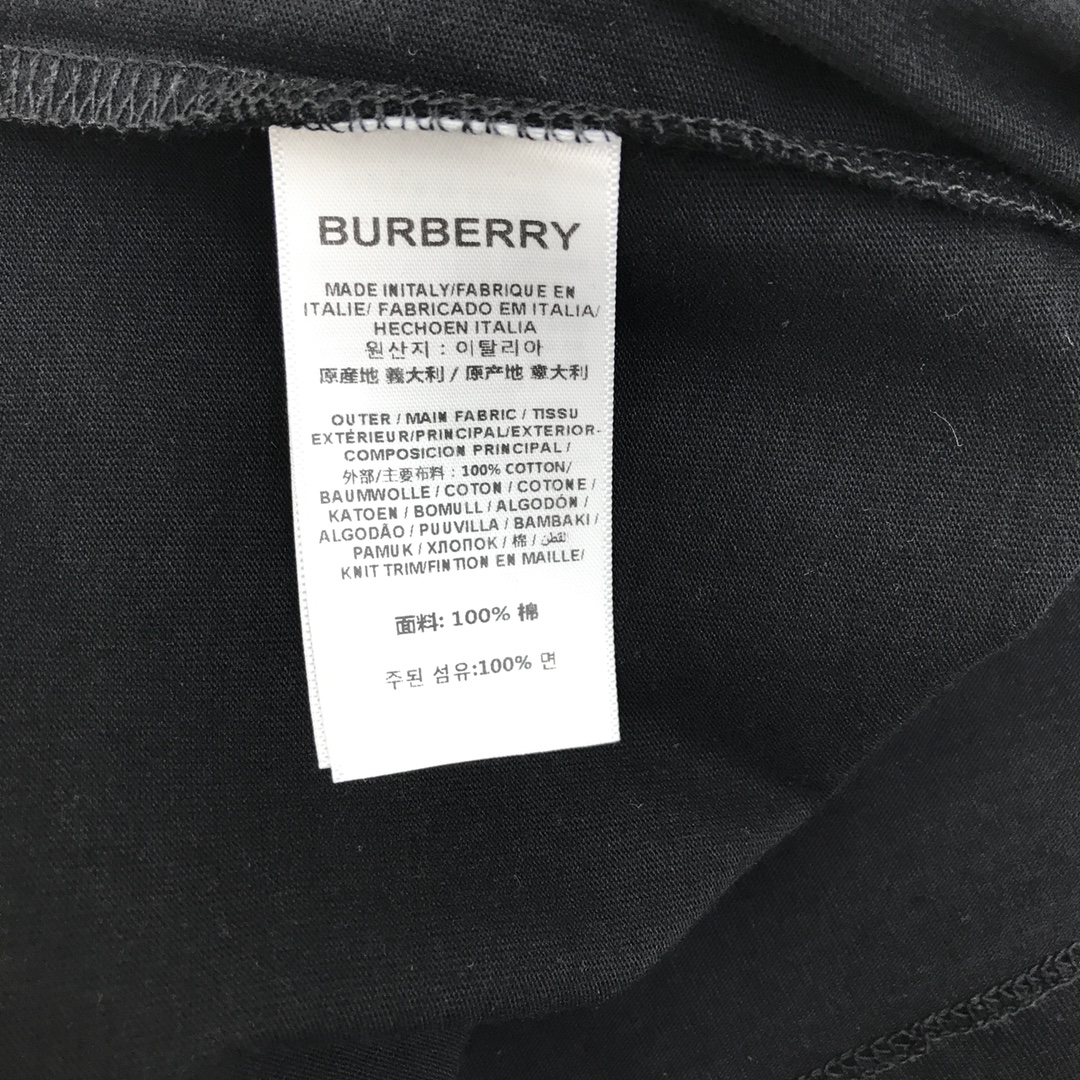 BURBERRY
MADE INITALY/FABRIQUE EN
ITALIE/ FABRICADO EM ITALIA/
HECHOEN ITALIA
원산지 : 이탈리아
原産地 義大利 / 原产地 意大利
OUTER / MAIN FABRIC / TISSU
EXTÉRIEUR/PRINCIPAL/EXTERIOR-
COMPOSICION PRINCIPAL /
外部/主要布料 : 100% COTTON/
BAUMWOLLE / COTON / COTONE /
KATOEN / BOMULL / ALGODÓN /
ALGODÃO / PUUVILLA / BAMBAKI /
PAMUK / ХЛОПОК / 棉 / القطن
KNIT TRIM/FINTION EN MAILLE/
面料: 100% 棉
주된 섬유:100% 면